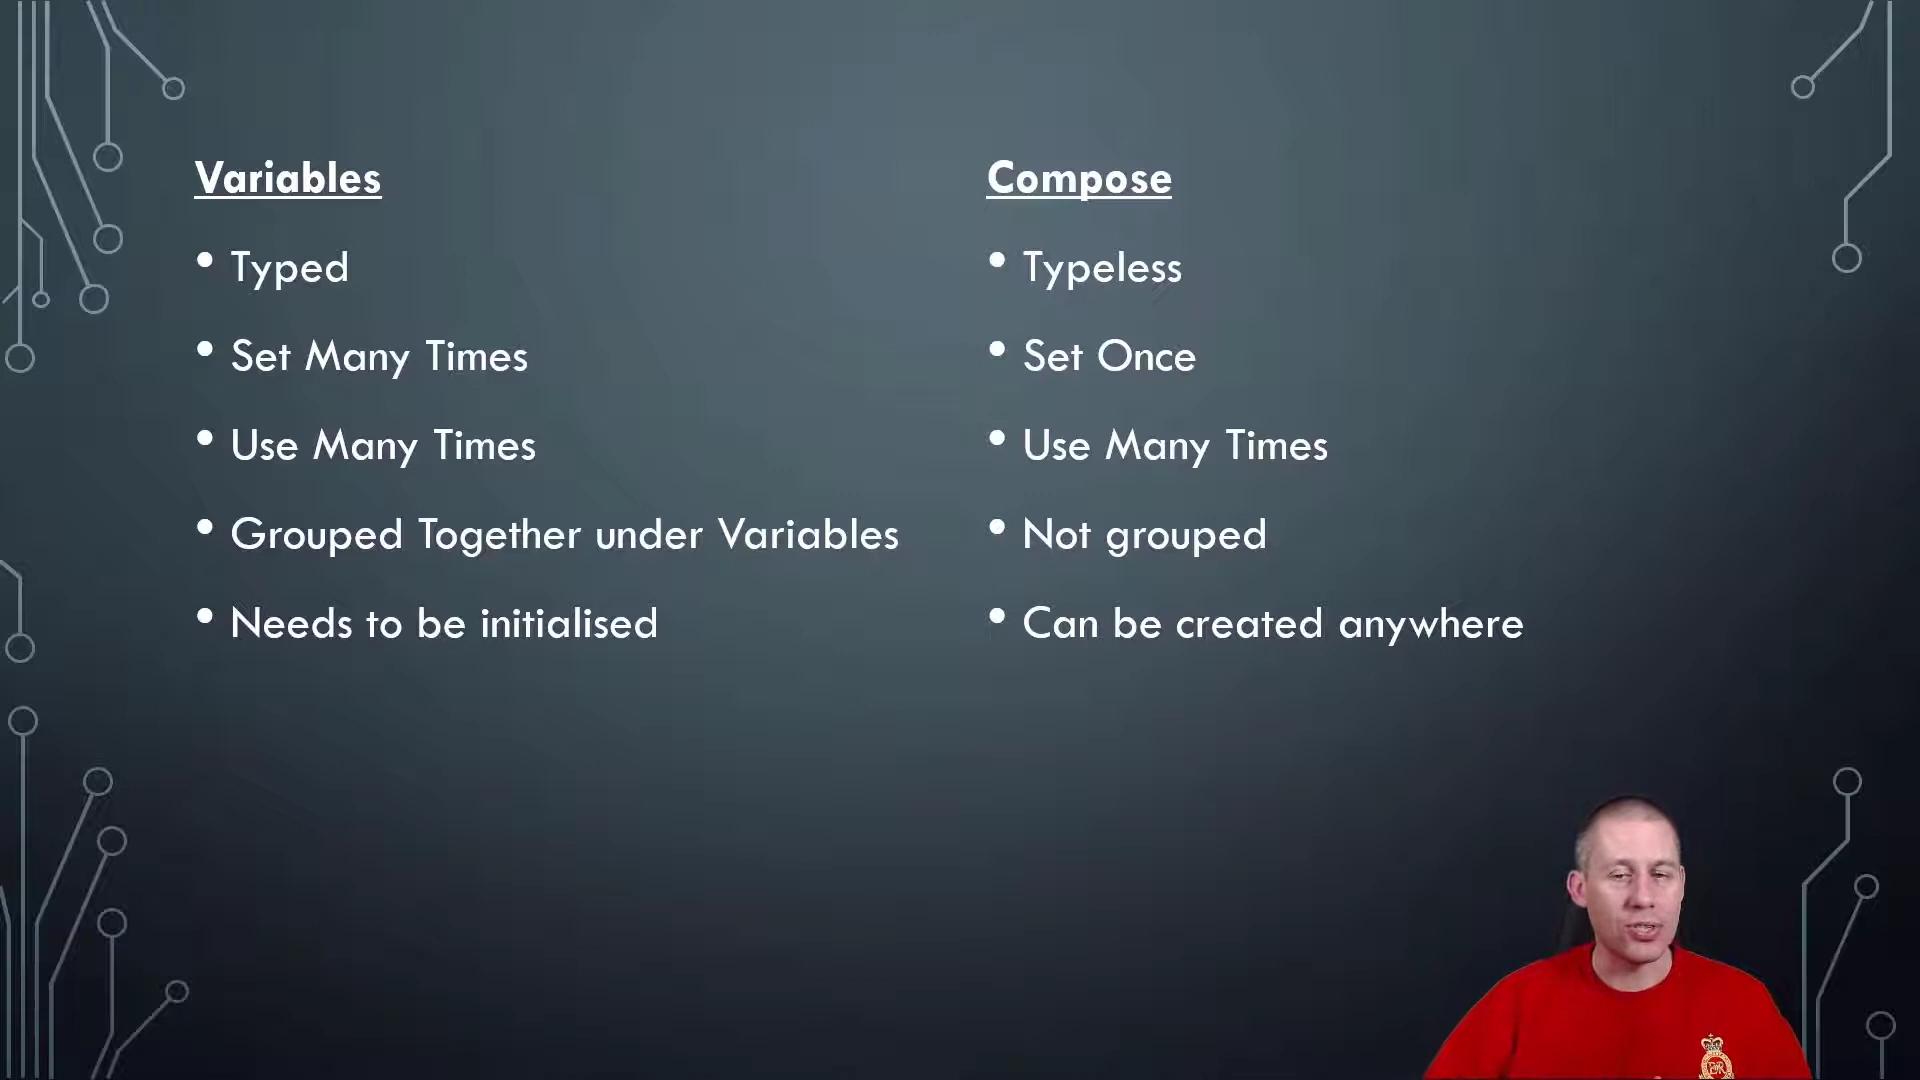 Variables
• Typed
• Set Many Times
• Use Many Times
• Grouped Together under Variables
• Needs to be initialised
Compose
• Typeless
• Set Once
• Use Many Times
• Not grouped
• Can be created anywhere